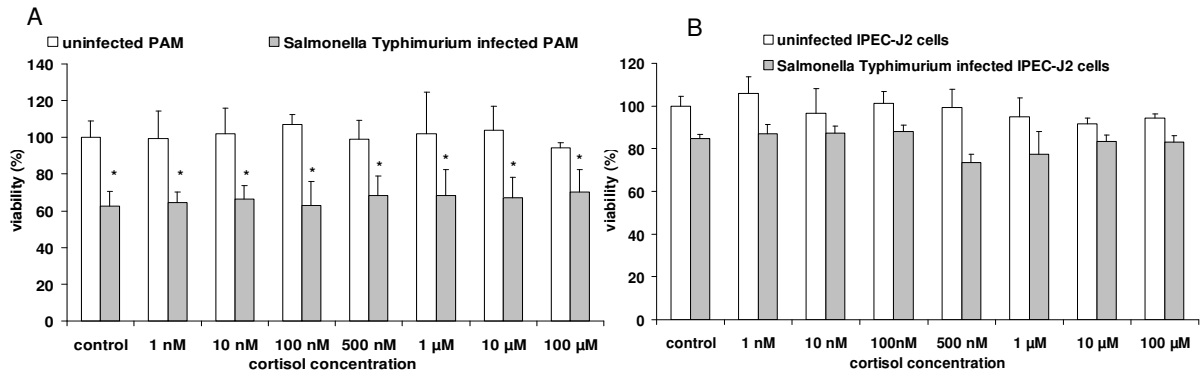 A
uninfected PAM
Salmonella Typhimurium infected PAM
140
120
100
80
60
40
20
0
viability (%)
* * * * * * * *
control 1 nM 10 nM 100 nM 500 nM 1 µM 10 µM 100 µM
cortisol concentration
B
uninfected IPEC-J2 cells
Salmonella Typhimurium infected IPEC-J2 cells
120
100
80
60
40
20
0
viability (%)
control 1 nM 10 nM 100nM 500 nM 1 µM 10 µM 100 µM
cortisol concentration